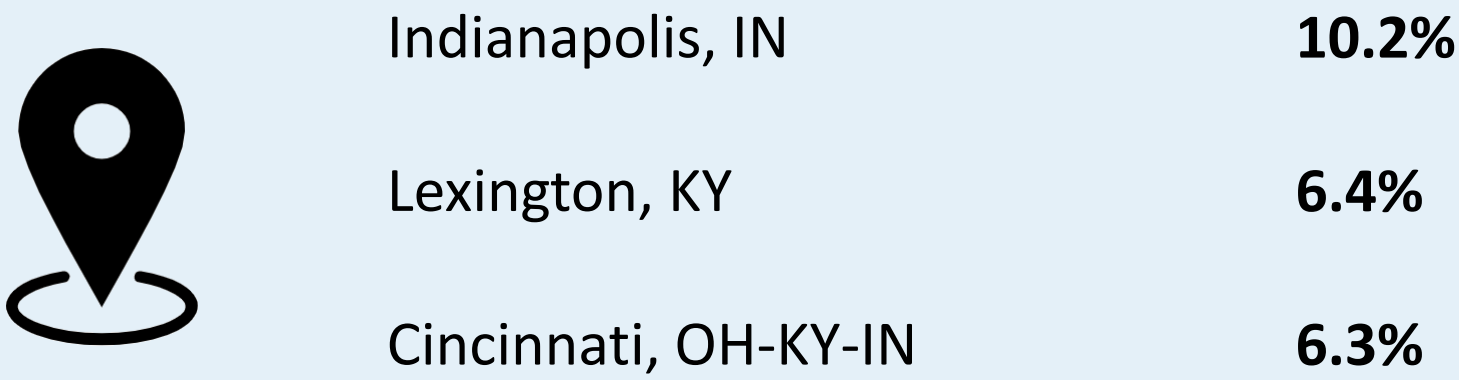 Indianapolis, IN 10.2%
Lexington, KY 6.4%
Cincinnati, OH-KY-IN 6.3%